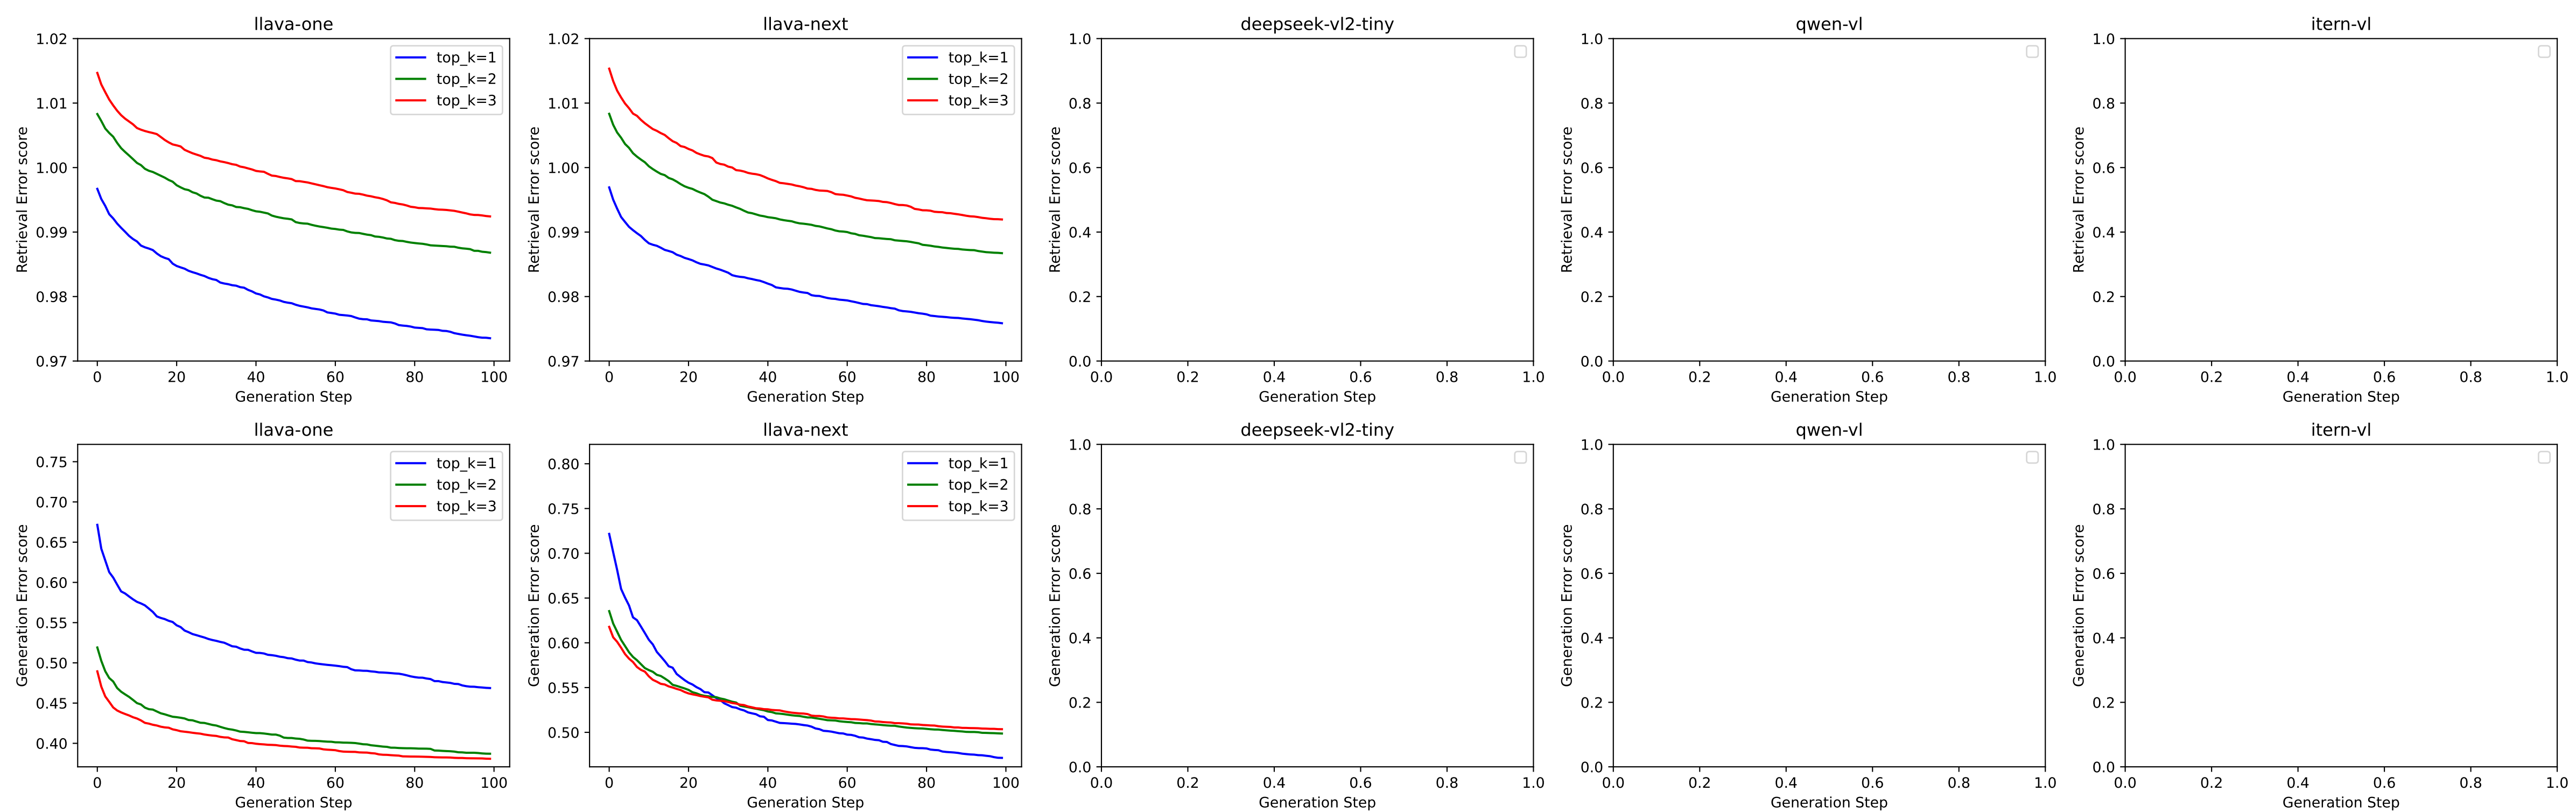 llava-one
1.02
1.01
1.00
0.99
0.98
0.97
Retrieval Error score
top_k=1
top_k=2
top_k=3
0 20 40 60 80 100
Generation Step
llava-next
1.02
1.01
1.00
0.99
0.98
0.97
Retrieval Error score
top_k=1
top_k=2
top_k=3
0 20 40 60 80 100
Generation Step
deepseek-vl2-tiny
1.0
0.8
0.6
0.4
0.2
0.0
Retrieval Error score
0.0 0.2 0.4 0.6 0.8 1.0
Generation Step
qwen-vl
1.0
0.8
0.6
0.4
0.2
0.0
Retrieval Error score
0.0 0.2 0.4 0.6 0.8 1.0
Generation Step
itern-vl
1.0
0.8
0.6
0.4
0.2
0.0
Retrieval Error score
0.0 0.2 0.4 0.6 0.8 1.0
Generation Step
llava-one
0.75
0.70
0.65
0.60
0.55
0.50
0.45
0.40
Generation Error score
top_k=1
top_k=2
top_k=3
0 20 40 60 80 100
Generation Step
llava-next
0.80
0.75
0.70
0.65
0.60
0.55
0.50
Generation Error score
top_k=1
top_k=2
top_k=3
0 20 40 60 80 100
Generation Step
deepseek-vl2-tiny
1.0
0.8
0.6
0.4
0.2
0.0
Generation Error score
0.0 0.2 0.4 0.6 0.8 1.0
Generation Step
qwen-vl
1.0
0.8
0.6
0.4
0.2
0.0
Generation Error score
0.0 0.2 0.4 0.6 0.8 1.0
Generation Step
itern-vl
1.0
0.8
0.6
0.4
0.2
0.0
Generation Error score
0.0 0.2 0.4 0.6 0.8 1.0
Generation Step